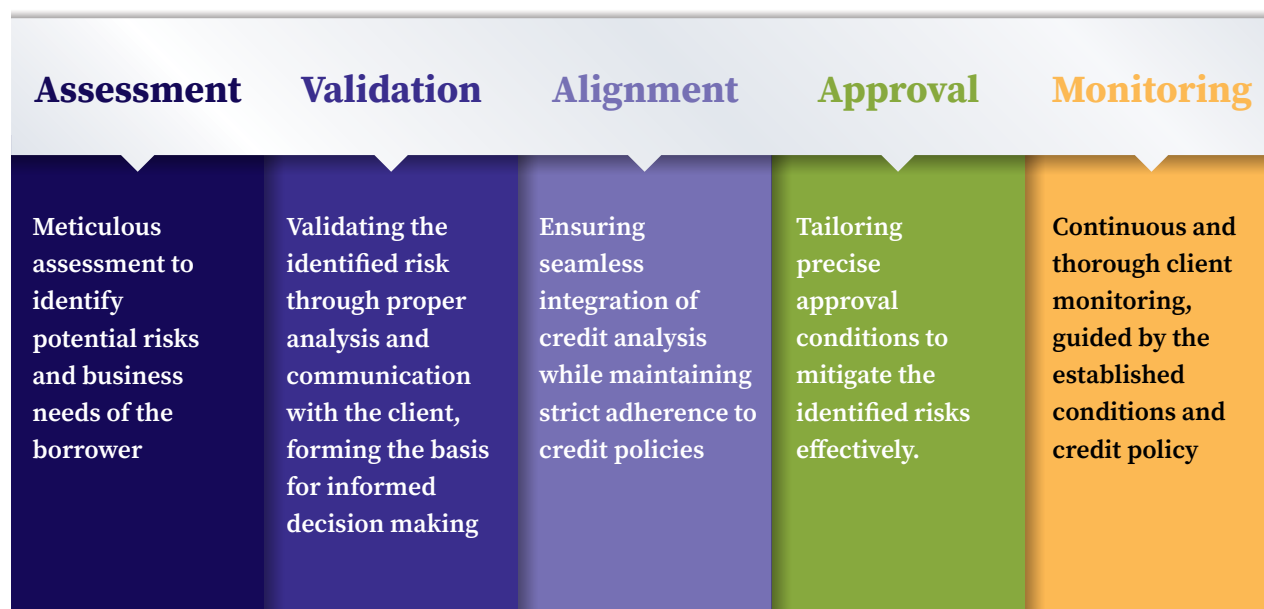 Assessment
Validation
Alignment
Approval
Monitoring
Meticulous
assessment to
identify
potential risks
and business
needs of the
borrower
Validating the
identified risk
through proper
analysis and
communication
with the client,
forming the basis
for informed
decision making
Ensuring
seamless
integration of
credit analysis
while maintaining
strict adherence to
credit policies
Tailoring
precise
approval
conditions to
mitigate the
identified risks
effectively.
Continuous and
thorough client
monitoring,
guided by the
established
conditions and
credit policy